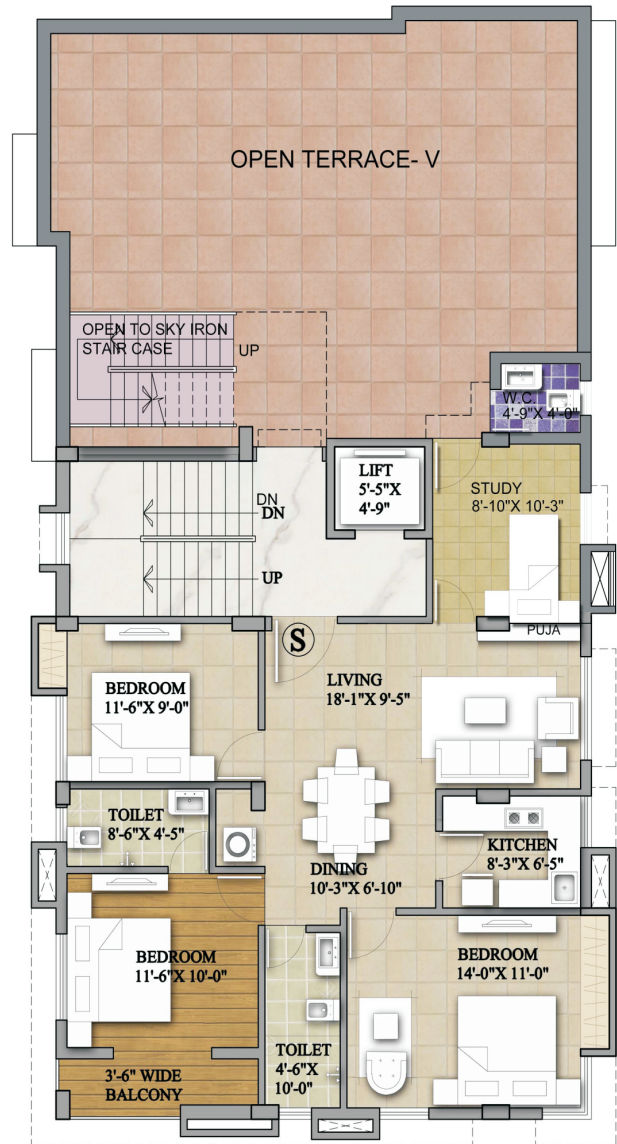 OPEN TERRACE- V
OPEN TO SKY IRON
STAIR CASE
UP
W.C.
4'-9"X 4'-0"
LIFT
5'-5"X
4'-9"
STUDY
8'-10"X 10'-3"
DN
DN
UP
S
PUJA
BEDROOM
11'-6"X 9'-0"
LIVING
18'-1"X 9'-5"
TOILET
8'-6"X 4'-5"
KITCHEN
8'-3"X 6'-5"
DINING
10'-3"X 6'-10"
BEDROOM
11'-6"X 10'-0"
BEDROOM
14'-0"X 11'-0"
TOILET
4'-6"X
10'-0"
3'-6" WIDE
BALCONY